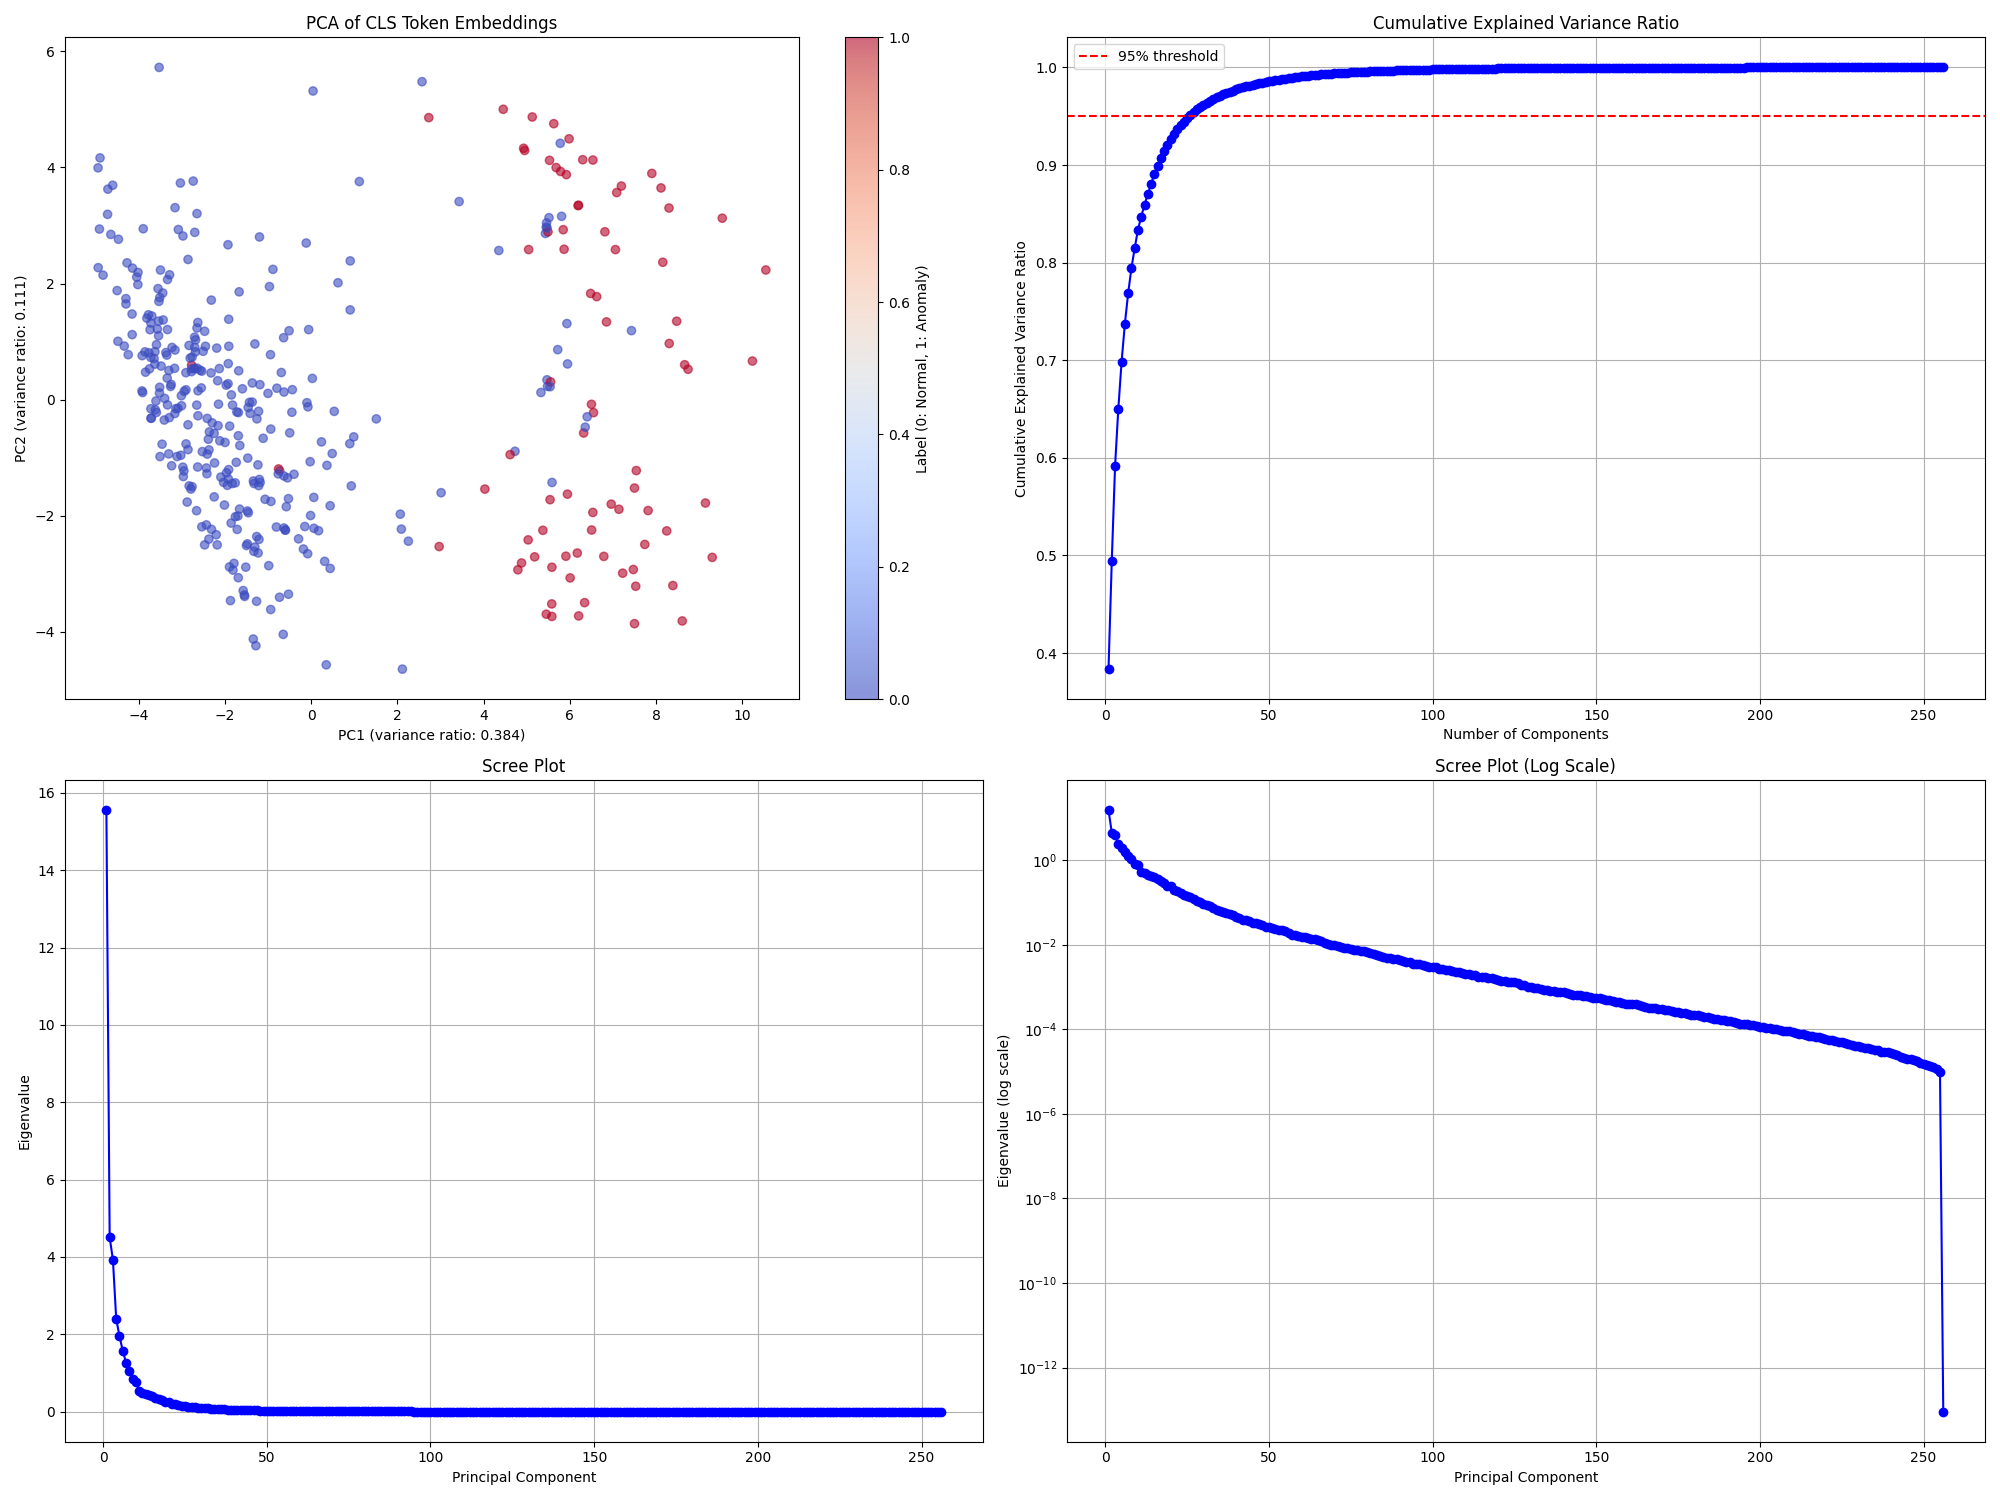 PCA of CLS Token Embeddings
6
4
2
0
−2
−4
PC2 (variance ratio: 0.111)
−4 −2 0 2 4 6 8 10
PC1 (variance ratio: 0.384)
1.0
0.8
0.6
0.4
0.2
0.0
Label (0: Normal, 1: Anomaly)
Cumulative Explained Variance Ratio
95% threshold
1.0
0.9
0.8
0.7
0.6
0.5
0.4
Cumulative Explained Variance Ratio
0 50 100 150 200 250
Number of Components
Scree Plot
16
14
12
10
8
6
4
2
0
Eigenvalue
0 50 100 150 200 250
Principal Component
Scree Plot (Log Scale)
10⁰
10⁻²
10⁻⁴
10⁻⁶
10⁻⁸
10⁻¹⁰
10⁻¹²
Eigenvalue (log scale)
0 50 100 150 200 250
Principal Component